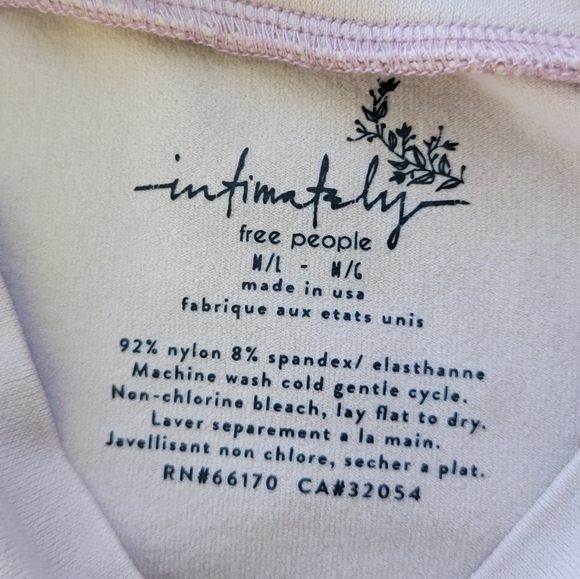 intimately
free people
M/L - M/G
made in usa
fabrique aux etats unis
92% nylon 8% spandex/ elasthanne
Machine wash cold gentle cycle.
Non-chlorine bleach, lay flat to dry.
Laver separement a la main.
Javellisant non chlore, secher a plat.
RN#66170 CA#32054